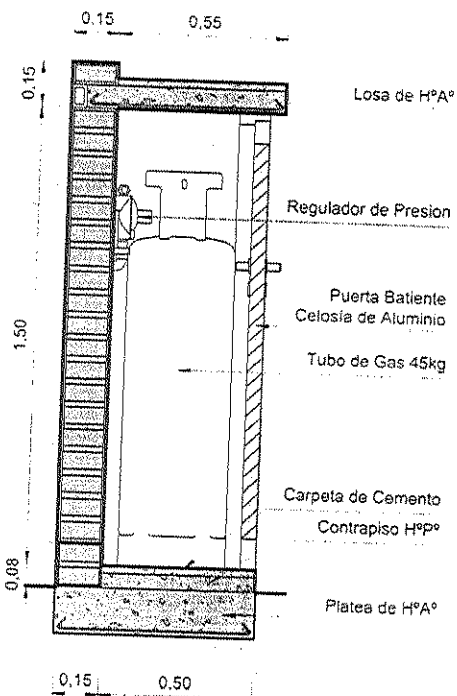 0.15 0,55
0.15
Losa de HºAº
Regulador de Presion
1.50
Puerta Batiente
Celosía de Aluminio
Tubo de Gas 45kg
Carpeta de Cemento
Contrapiso HºPº
0,08
Platea de HºAº
0,15 0,50